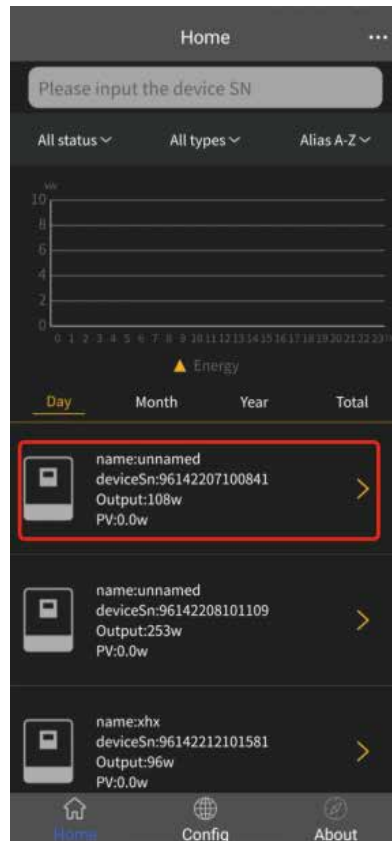 Home
Please input the device SN
All status All types Alias A-Z
kW
10
8
6
4
2
0
0 1 2 3 4 5 6 7 8 9 10 11 12 13 14 15 16 17 18 19 20 21 22 23
Energy
Day Month Year Total
name:unnamed
deviceSn:96142207100841
Output:108w
PV:0.0w
name:unnamed
deviceSn:96142208101109
Output:253w
PV:0.0w
name:xhx
deviceSn:96142212101581
Output:96w
PV:0.0w
Home Config About